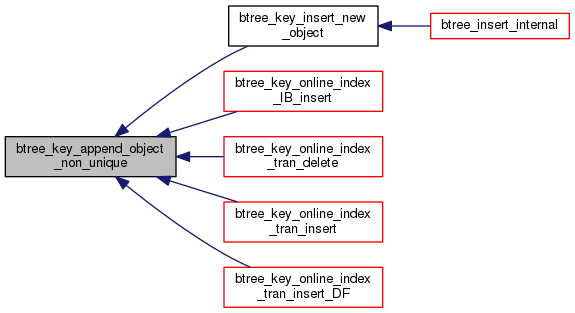 btree_key_insert_new
_object
btree_insert_internal
btree_key_online_index
_IB_insert
btree_key_append_object
_non_unique
btree_key_online_index
_tran_delete
btree_key_online_index
_tran_insert
btree_key_online_index
_tran_insert_DF